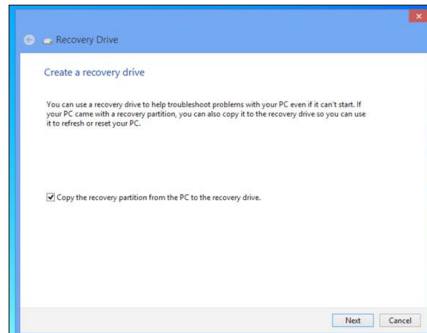 Recovery Drive
Create a recovery drive
You can use a recovery drive to help troubleshoot problems with your PC even if it can't start. If
your PC came with a recovery partition, you can also copy it to the recovery drive so you can use
it to refresh or reset your PC.
Copy the recovery partition from the PC to the recovery drive.
Next Cancel